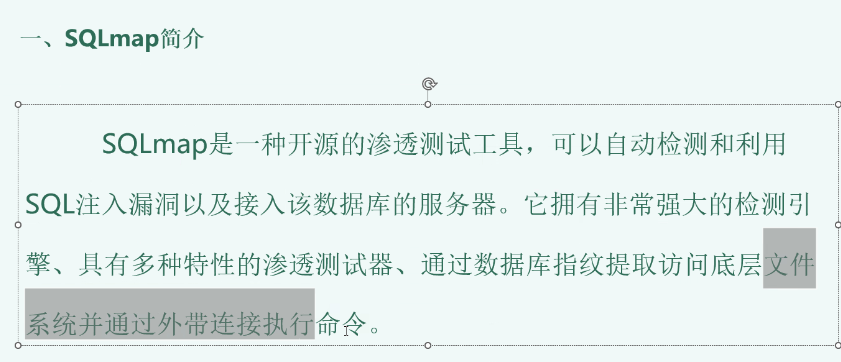 一、SQLmap简介
SQLmap是一种开源的渗透测试工具，可以自动检测和利用
SQL注入漏洞以及接入该数据库的服务器。它拥有非常强大的检测引
擎、具有多种特性的渗透测试器、通过数据库指纹提取访问底层文件
系统并通过外带连接执行命令。